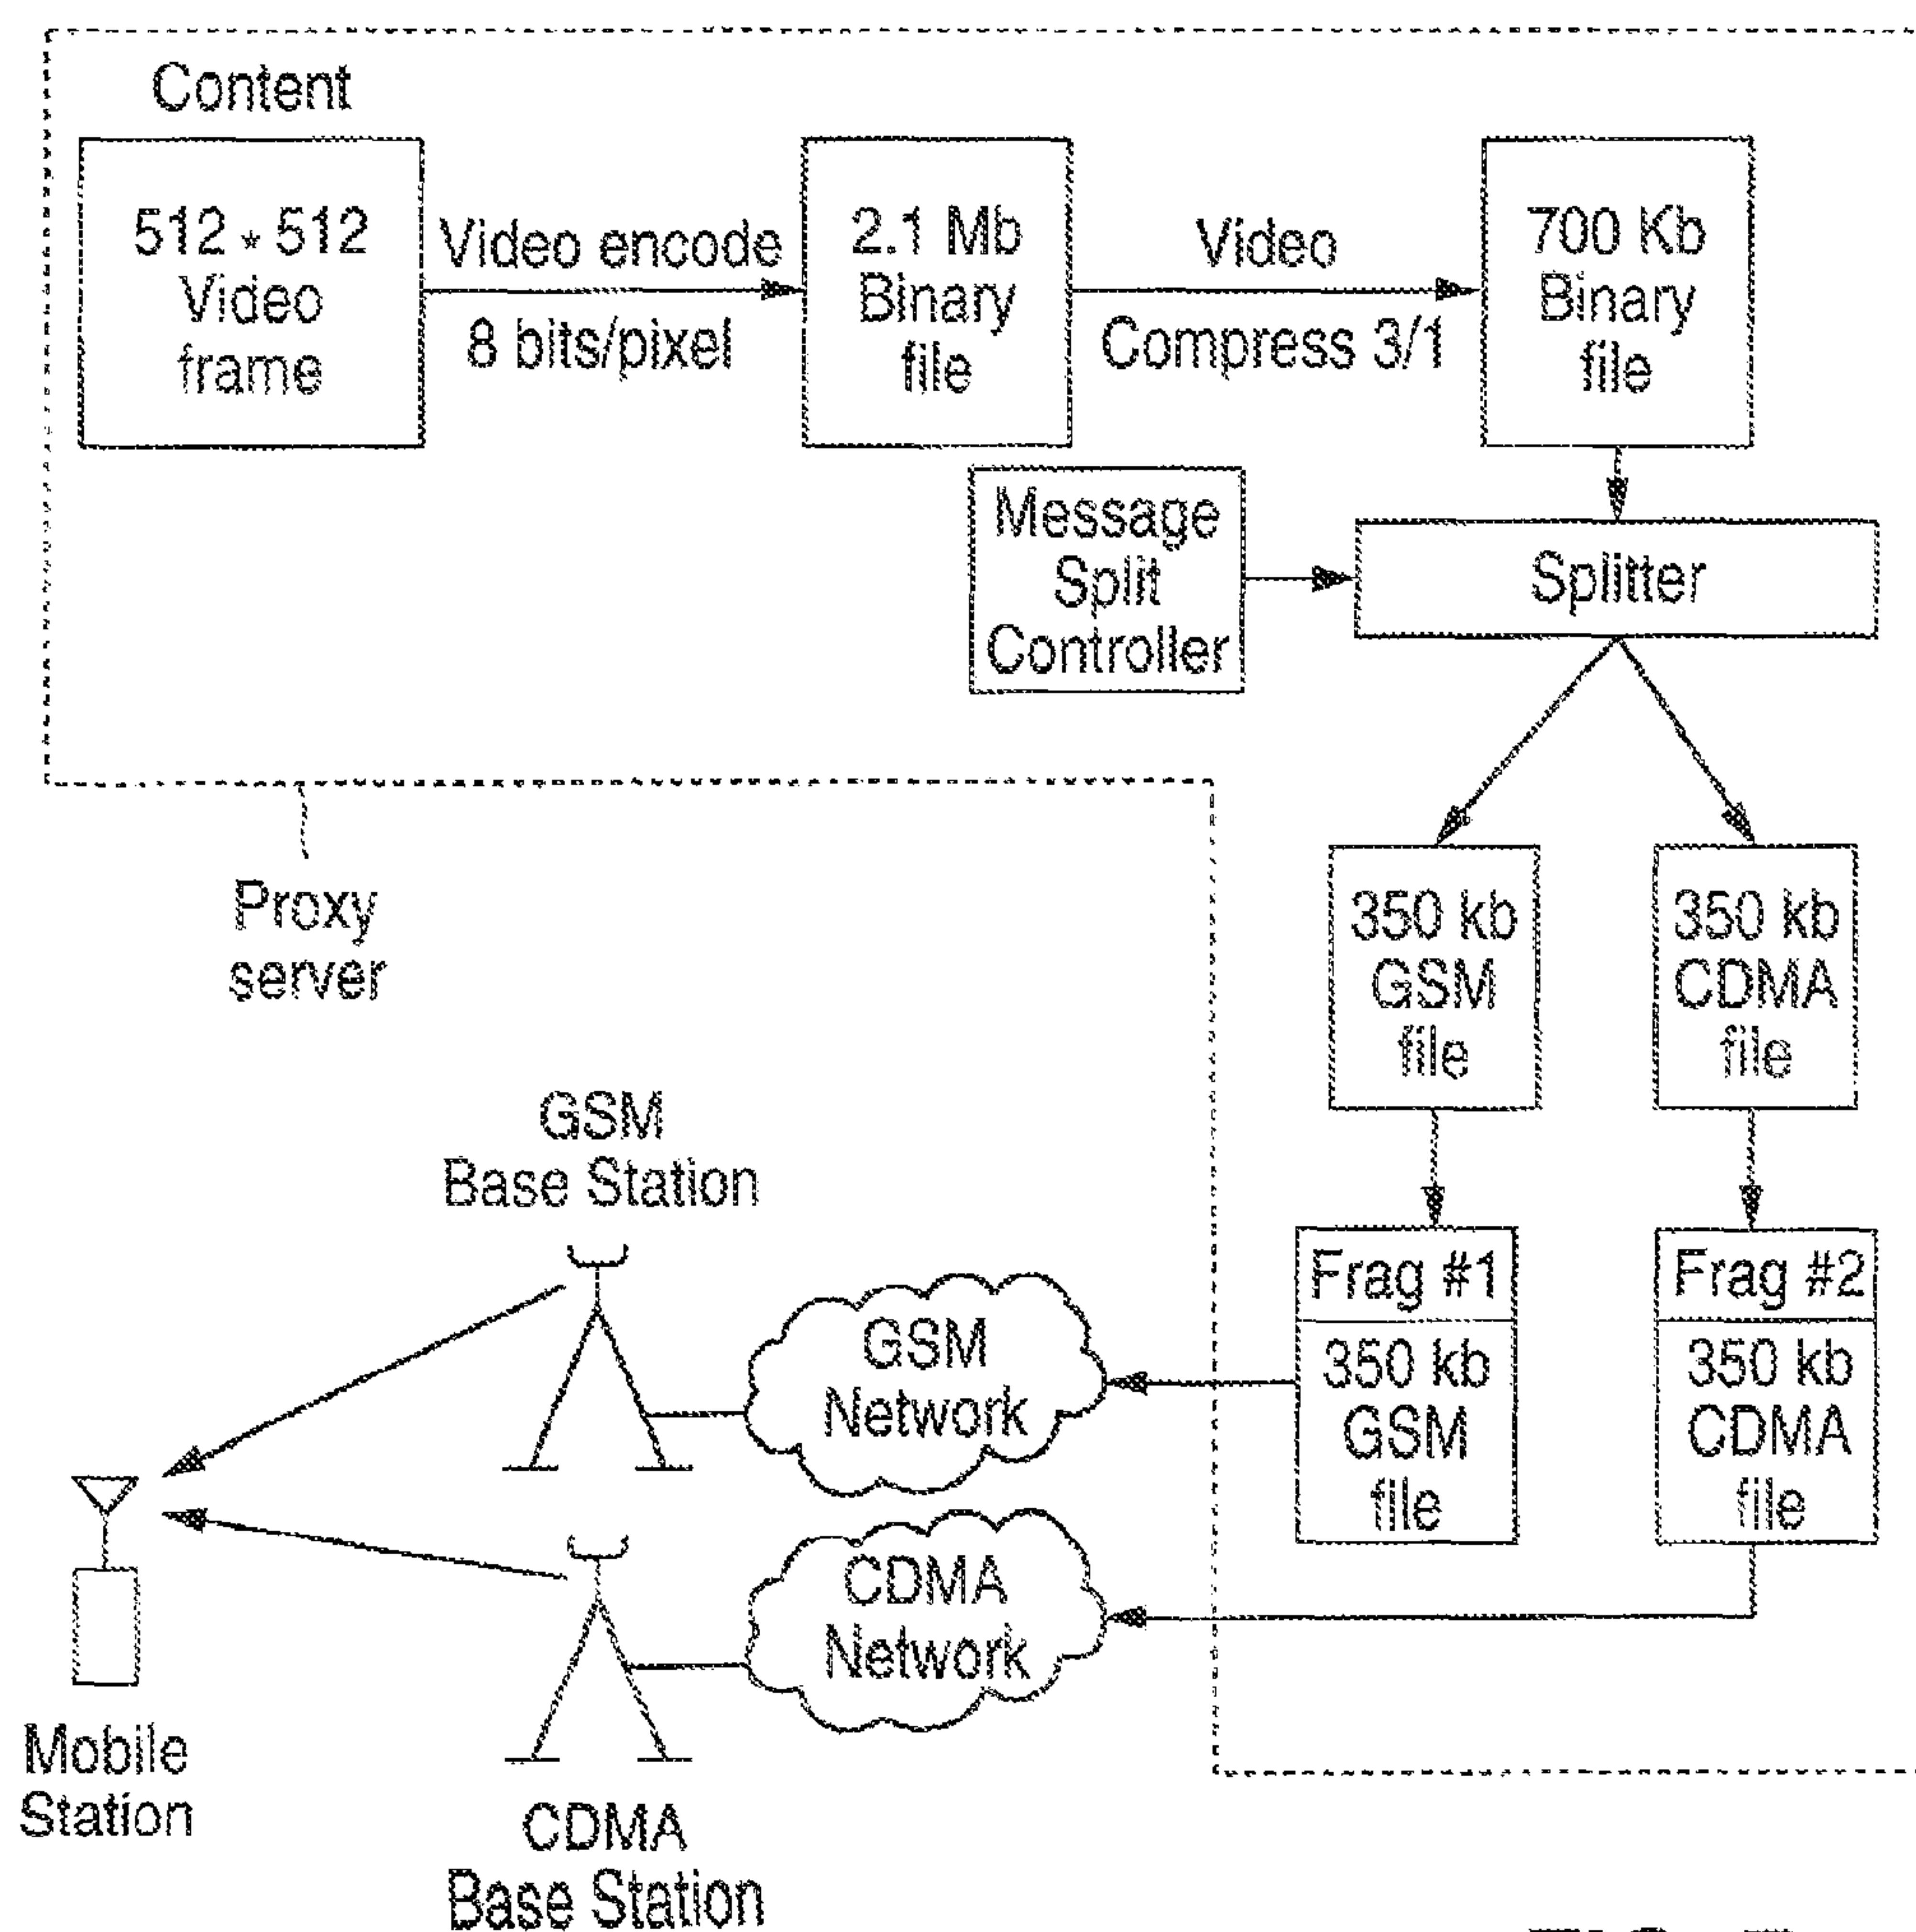 Content
512 * 512
Video
frame
Video encode
8 bits/pixel
2.1 Mb
Binary
file
Video
Compress 3/1
700 Kb
Binary
file
Message
Split
Controller
Splitter
Proxy
server
350 kb
GSM
file
350 kb
CDMA
file
Frag #1
350 kb
GSM
file
Frag #2
350 kb
CDMA
file
GSM
Base Station
GSM
Network
CDMA
Network
Mobile
Station
CDMA
Base Station